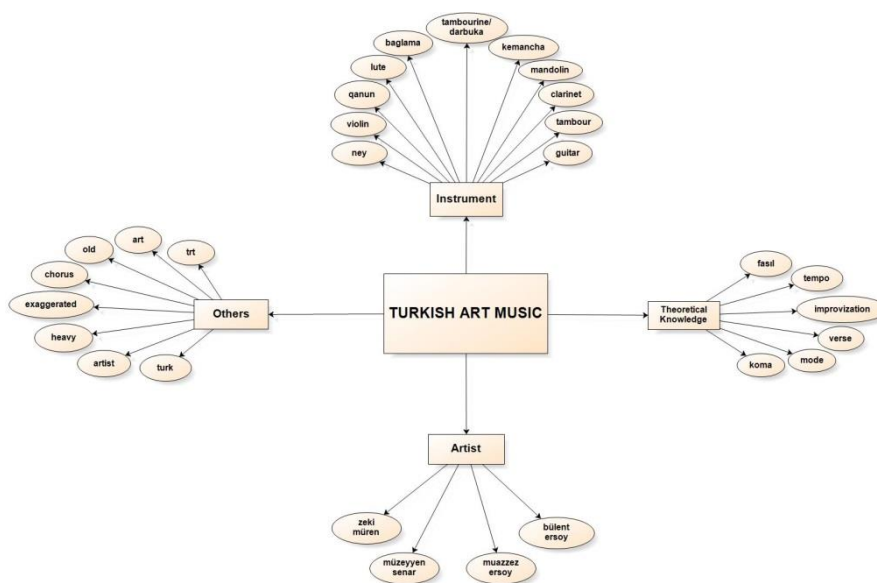 tambourine/
darbuka
baglama
kemancha
lute
mandolin
qanun
clarinet
violin
tambour
ney
guitar
Instrument
art
trt
old
chorus
exaggerated
heavy
artist
turk
Others
TURKISH ART MUSIC
Theoretical
Knowledge
fasıl
tempo
improvization
verse
mode
koma
Artist
zeki
müren
müzeyyen
senar
muazzez
ersoy
bülent
ersoy